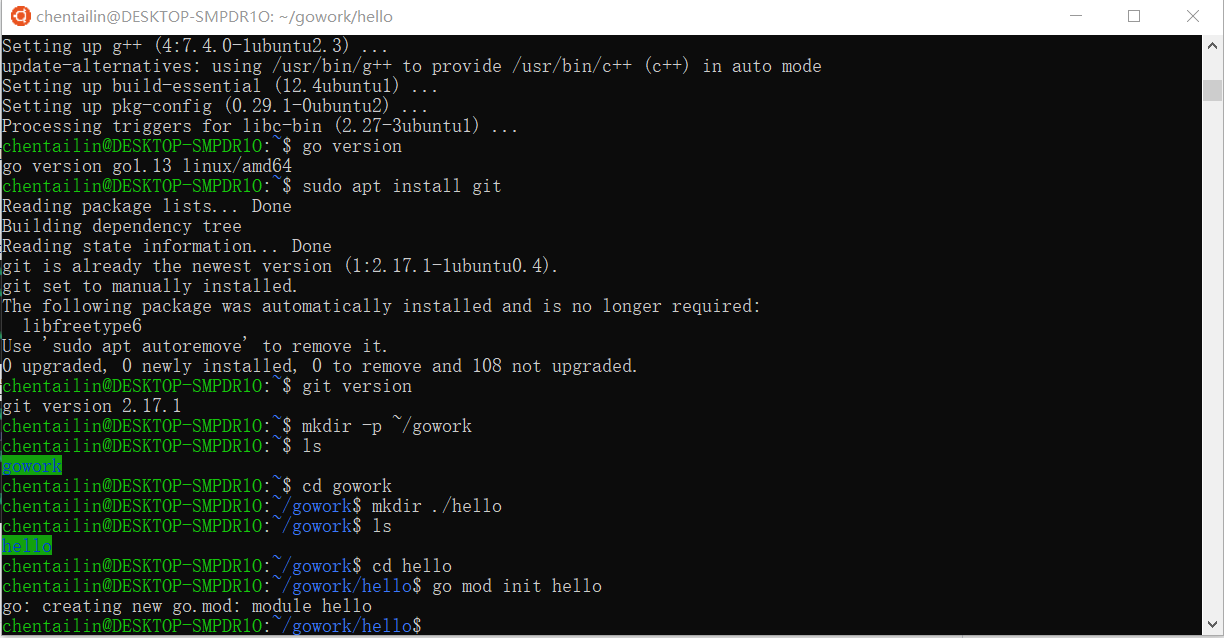 chentailin@DESKTOP-SMPDR1O: ~/gowork/hello
Setting up g++ (4:7.4.0-1ubuntu2.3) ...
update-alternatives: using /usr/bin/g++ to provide /usr/bin/c++ (c++) in auto mode
Setting up build-essential (12.4ubuntu1) ...
Setting up pkg-config (0.29.1-0ubuntu2) ...
Processing triggers for libc-bin (2.27-3ubuntu1) ...
chentailin@DESKTOP-SMPDR1O:~$ go version
go version go1.13 linux/amd64
chentailin@DESKTOP-SMPDR1O:~$ sudo apt install git
Reading package lists... Done
Building dependency tree
Reading state information... Done
git is already the newest version (1:2.17.1-1ubuntu0.4).
git set to manually installed.
The following package was automatically installed and is no longer required:
  libfreetype6
Use 'sudo apt autoremove' to remove it.
0 upgraded, 0 newly installed, 0 to remove and 108 not upgraded.
chentailin@DESKTOP-SMPDR1O:~$ git version
git version 2.17.1
chentailin@DESKTOP-SMPDR1O:~$ mkdir -p ~/gowork
chentailin@DESKTOP-SMPDR1O:~$ ls
gowork
chentailin@DESKTOP-SMPDR1O:~$ cd gowork
chentailin@DESKTOP-SMPDR1O:~/gowork$ mkdir ./hello
chentailin@DESKTOP-SMPDR1O:~/gowork$ ls
hello
chentailin@DESKTOP-SMPDR1O:~/gowork$ cd hello
chentailin@DESKTOP-SMPDR1O:~/gowork/hello$ go mod init hello
go: creating new go.mod: module hello
chentailin@DESKTOP-SMPDR1O:~/gowork/hello$